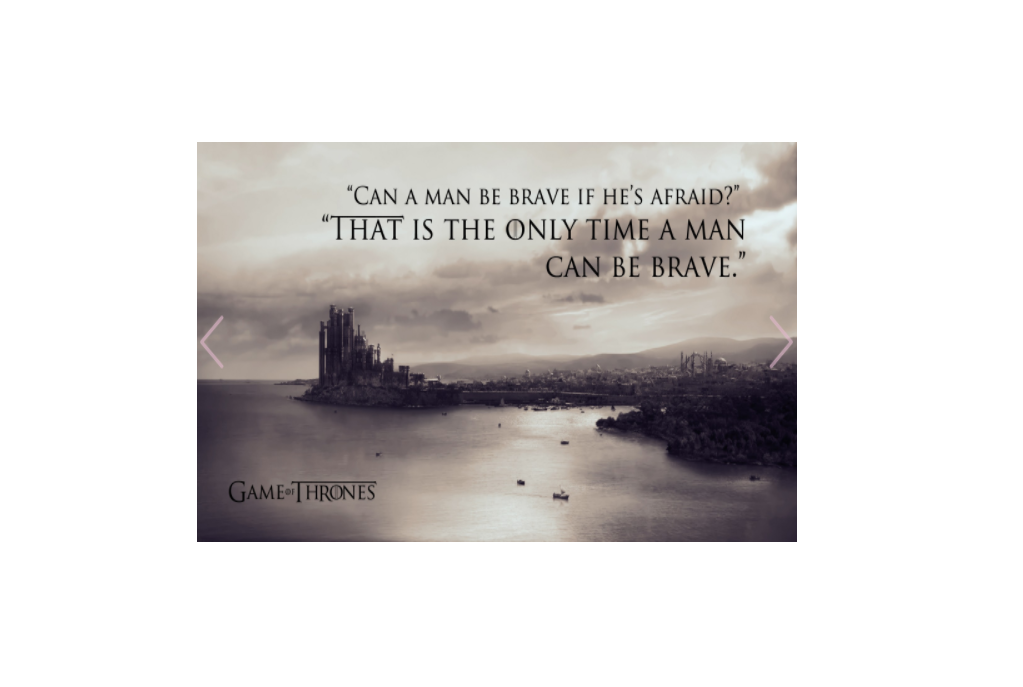 “CAN A MAN BE BRAVE IF HE’S AFRAID?”
“THAT IS THE ONLY TIME A MAN
CAN BE BRAVE.”
GAME OF THRONES